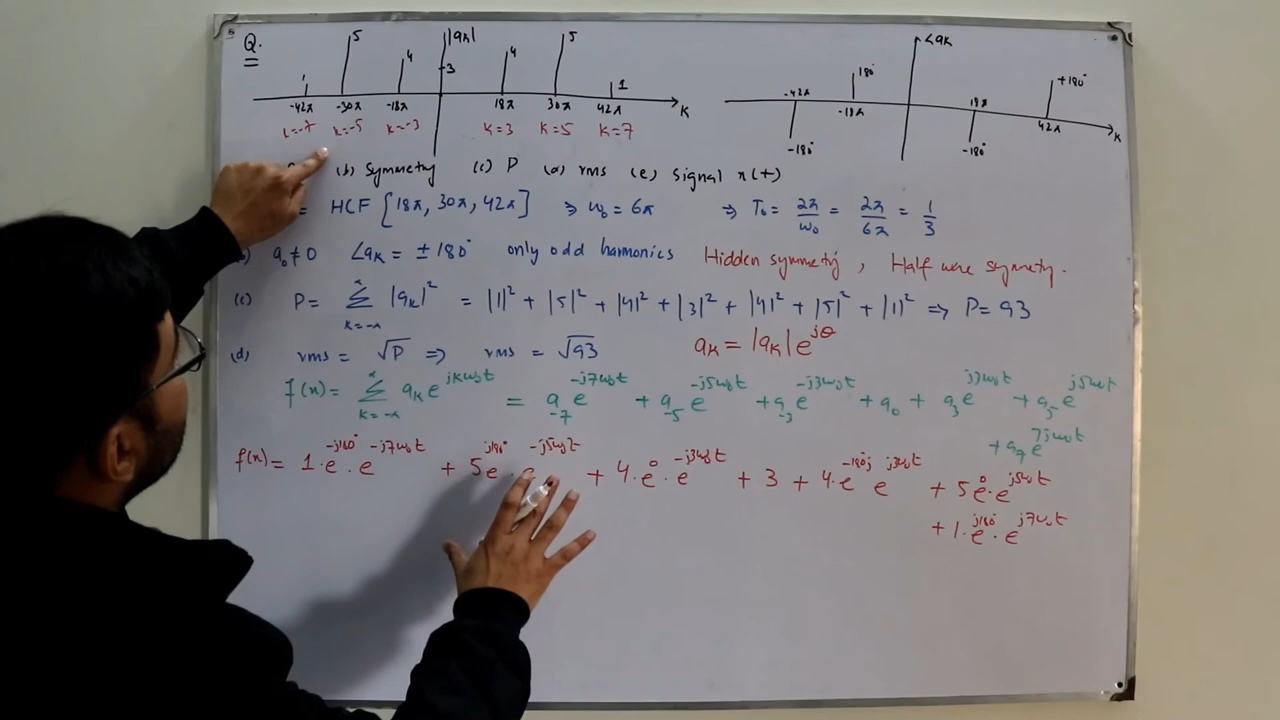 Q.
|aₖ| 5 4 3 4 5 1
-42π -30π -18π 18π 30π 42π K
K=-5 K=-3 K=3 K=5 K=7
∠aₖ
-42π 180° 18π +180°
-18π 42π K
-180° -180°
(b) Symmetry (c) P (d) rms (e) signal x(t)
= HCF [18π, 30π, 42π] ⇒ ω₀ = 6π ⇒ T₀ = 2π/ω₀ = 2π/6π = 1/3
a₀ ≠ 0 ∠aₖ = ±180° only odd harmonics Hidden symmetry, Half wave symmetry.
(c) P = ∑ |aₖ|² = |1|² + |5|² + |4|² + |3|² + |4|² + |5|² + |1|² ⇒ P = 93
K=-∞
aₖ = |aₖ| e^{jθ}
(d) rms = √P ⇒ rms = √93
f(x) = ∑ aₖ e^{jkω₀t} = a₋₇ e^{-j7ω₀t} + a₋₅ e^{-j5ω₀t} + a₋₃ e^{-j3ω₀t} + a₀ + a₃ e^{j3ω₀t} + a₅ e^{j5ω₀t}
K=-∞
+ a₇ e^{7jω₀t}
f(x) = 1·e^{-j180°}·e^{-j7ω₀t} + 5e^{j180°}·e^{-j5ω₀t} + 4·e^{0}·e^{-j3ω₀t} + 3 + 4·e^{-180°j} e^{j3ω₀t} + 5e^{0}·e^{j5ω₀t}
+ 1·e^{j180°}·e^{j7ω₀t}